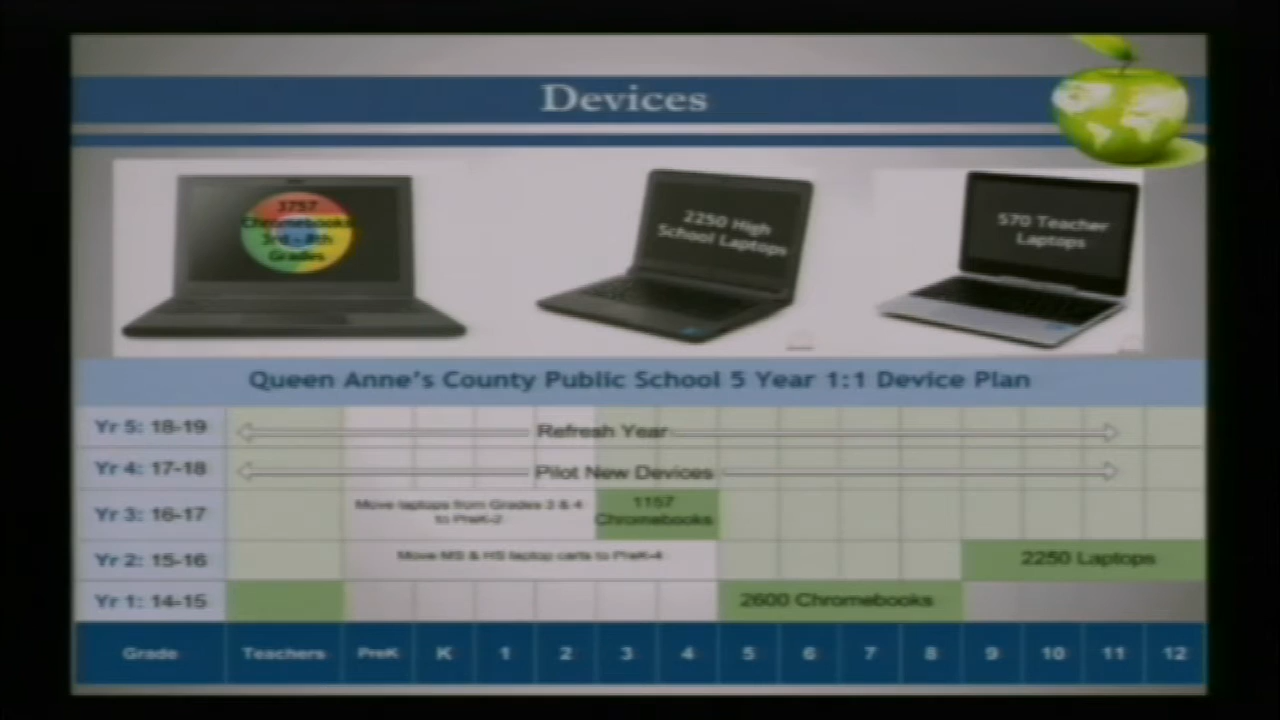 Devices
3757
Chromebooks
3rd - 8th
Grades
2250 High
School Laptops
570 Teacher
Laptops
Queen Anne's County Public School 5 Year 1:1 Device Plan
Yr 5: 18-19
Refresh Year
Yr 4: 17-18
Pilot New Devices
Yr 3: 16-17
Move laptops from Grades 3 & 4
to PreK-2
1157
Chromebooks
Yr 2: 15-16
Move MS & HS laptop carts to PreK-4
2250 Laptops
Yr 1: 14-15
2600 Chromebooks
Grade Teachers PreK K 1 2 3 4 5 6 7 8 9 10 11 12